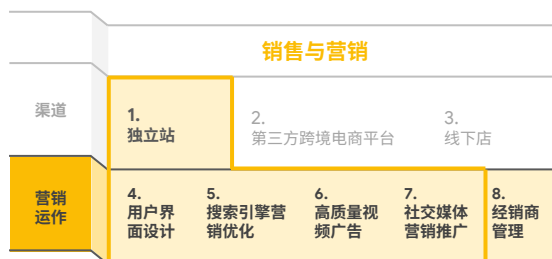 销售与营销
渠道
1.
独立站
2.
第三方跨境电商平台
3.
线下店
营销
运作
4.
用户界
面设计
5.
搜索引擎营
销优化
6.
高质量视
频广告
7.
社交媒体
营销推广
8.
经销商
管理